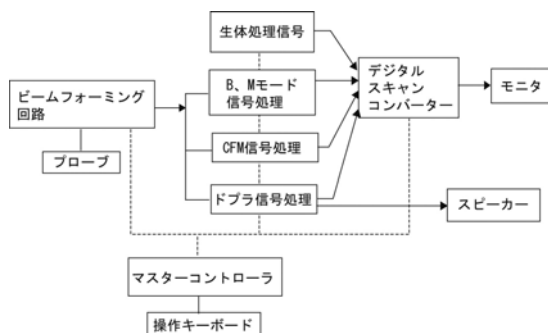 生体処理信号
B、Mモード
信号処理
デジタル
スキャン
コンバーター
モニタ
ビームフォーミング
回路
プローブ
CFM信号処理
ドプラ信号処理
スピーカー
マスターコントローラ
操作キーボード